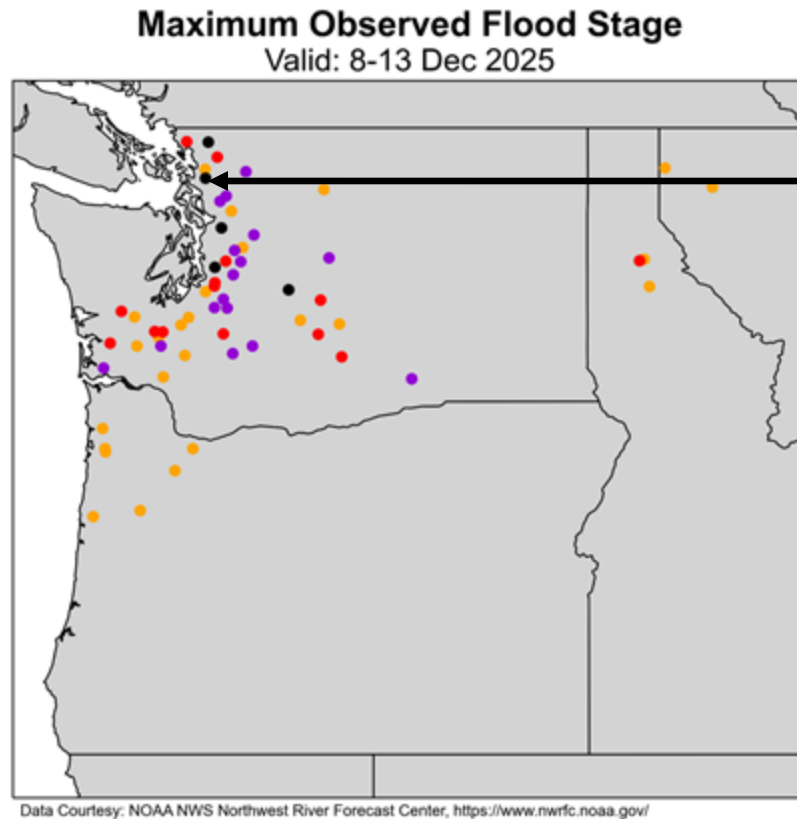 Maximum Observed Flood Stage
Valid: 8-13 Dec 2025
Data Courtesy: NOAA NWS Northwest River Forecast Center, https://www.nwrfc.noaa.gov/